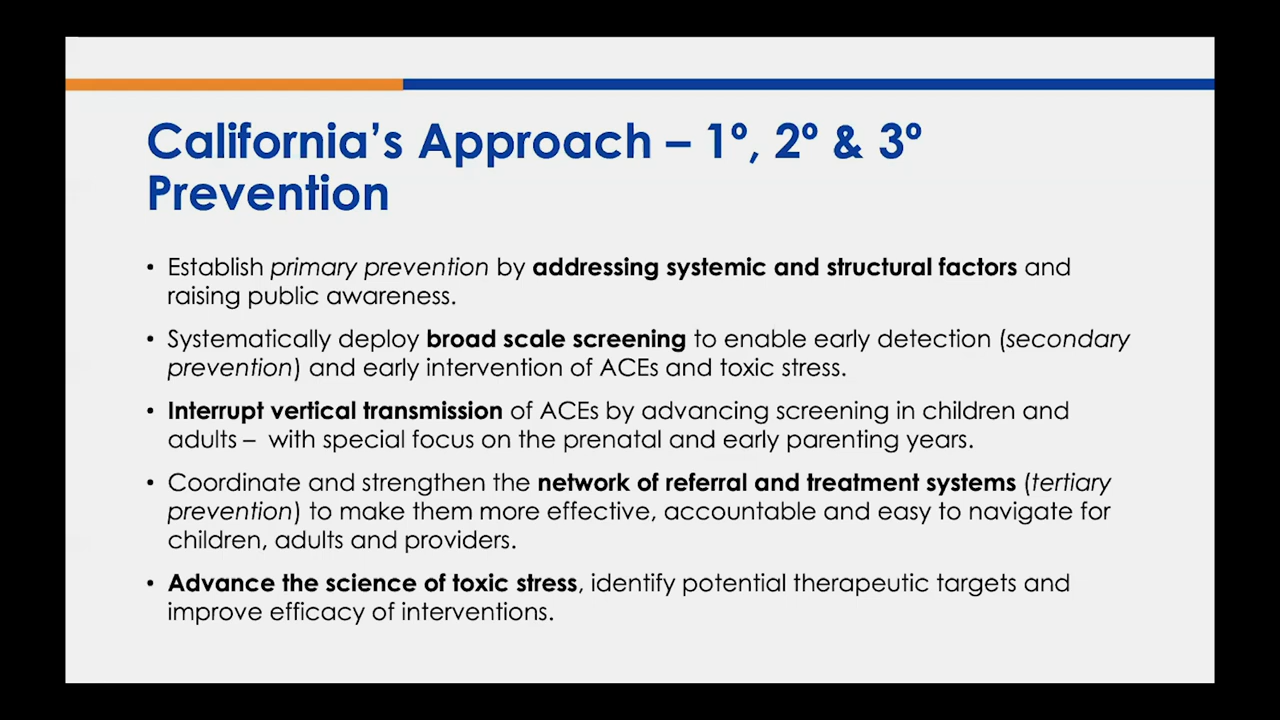 California’s Approach – 1º, 2º & 3º
Prevention
• Establish primary prevention by addressing systemic and structural factors and
raising public awareness.
• Systematically deploy broad scale screening to enable early detection (secondary
prevention) and early intervention of ACEs and toxic stress.
• Interrupt vertical transmission of ACEs by advancing screening in children and
adults –  with special focus on the prenatal and early parenting years.
• Coordinate and strengthen the network of referral and treatment systems (tertiary
prevention) to make them more effective, accountable and easy to navigate for
children, adults and providers.
• Advance the science of toxic stress, identify potential therapeutic targets and
improve efficacy of interventions.